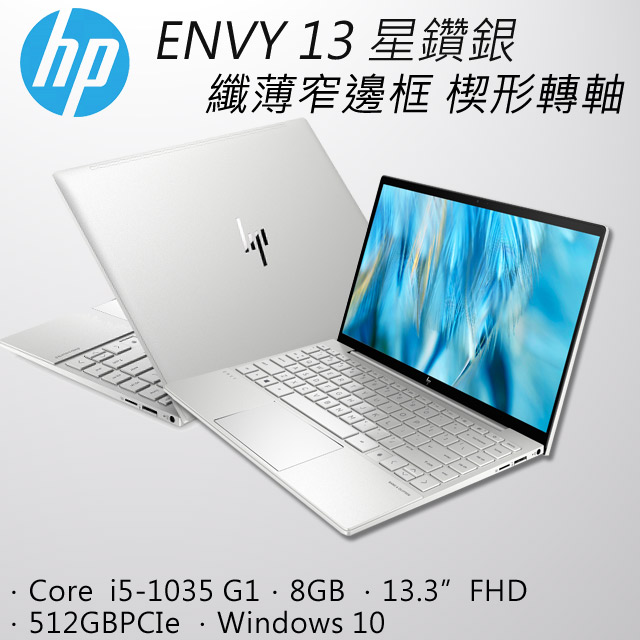 hp
ENVY 13 星鑽銀
纖薄窄邊框 楔形轉軸
· Core i5-1035 G1 · 8GB · 13.3” FHD
· 512GBPCIe · Windows 10